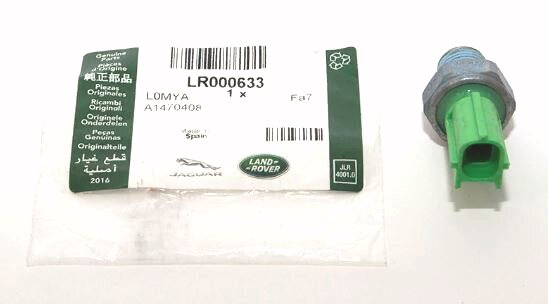 Genuine Parts
Pièces
d'Origine
純正部品
Piezas
Originales
Ricambi
Originali
Originele
Onderdelen
Peças
Genuínas
Originalteile
قطع غيار
أصلية
2016
LR000633
1 x
LOMYA
Fa7
A1470408
Made in
Spain
JAGUAR
LAND-
ROVER
JLR
4001.0